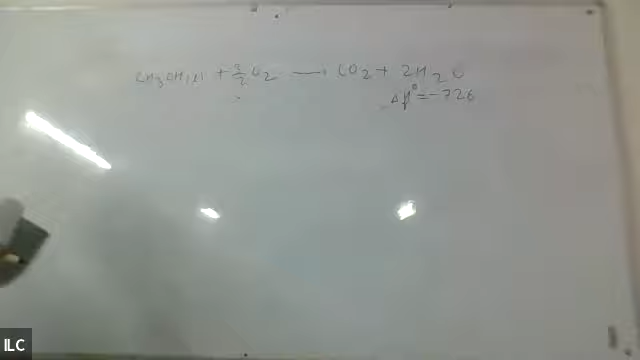 CH3OH(l) + 3/2 O2 → CO2 + 2H2O
ΔH° = -726
ILC